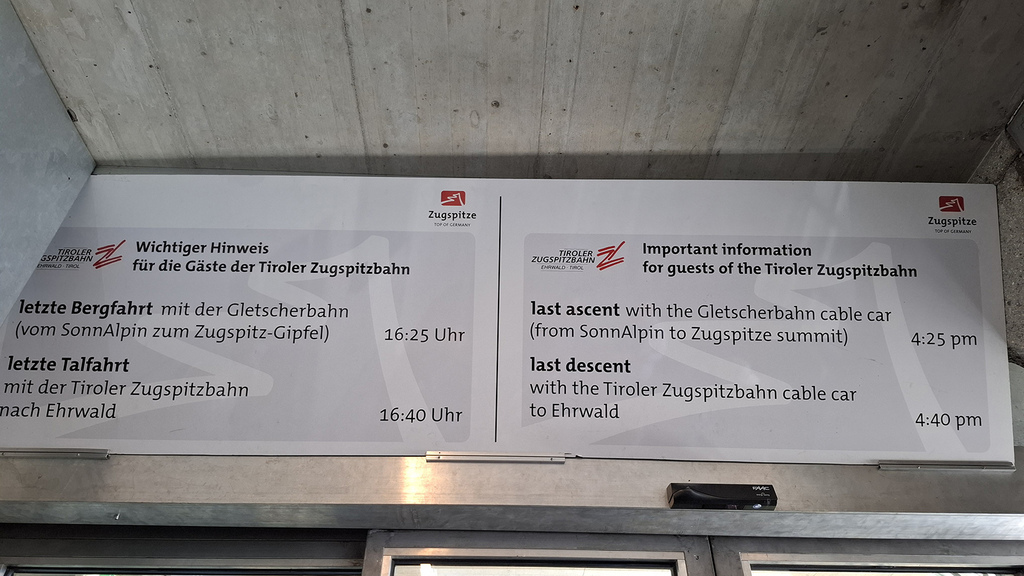 Zugspitze
TOP OF GERMANY
TIROLER
ZUGSPITZBAHN
EHRWALD · TIROL
Wichtiger Hinweis
für die Gäste der Tiroler Zugspitzbahn
letzte Bergfahrt mit der Gletscherbahn
(vom SonnAlpin zum Zugspitz-Gipfel) 16:25 Uhr
letzte Talfahrt
mit der Tiroler Zugspitzbahn
nach Ehrwald 16:40 Uhr
Zugspitze
TOP OF GERMANY
TIROLER
ZUGSPITZBAHN
EHRWALD · TIROL
Important information
for guests of the Tiroler Zugspitzbahn
last ascent with the Gletscherbahn cable car
(from SonnAlpin to Zugspitze summit) 4:25 pm
last descent
with the Tiroler Zugspitzbahn cable car
to Ehrwald 4:40 pm
FAAC